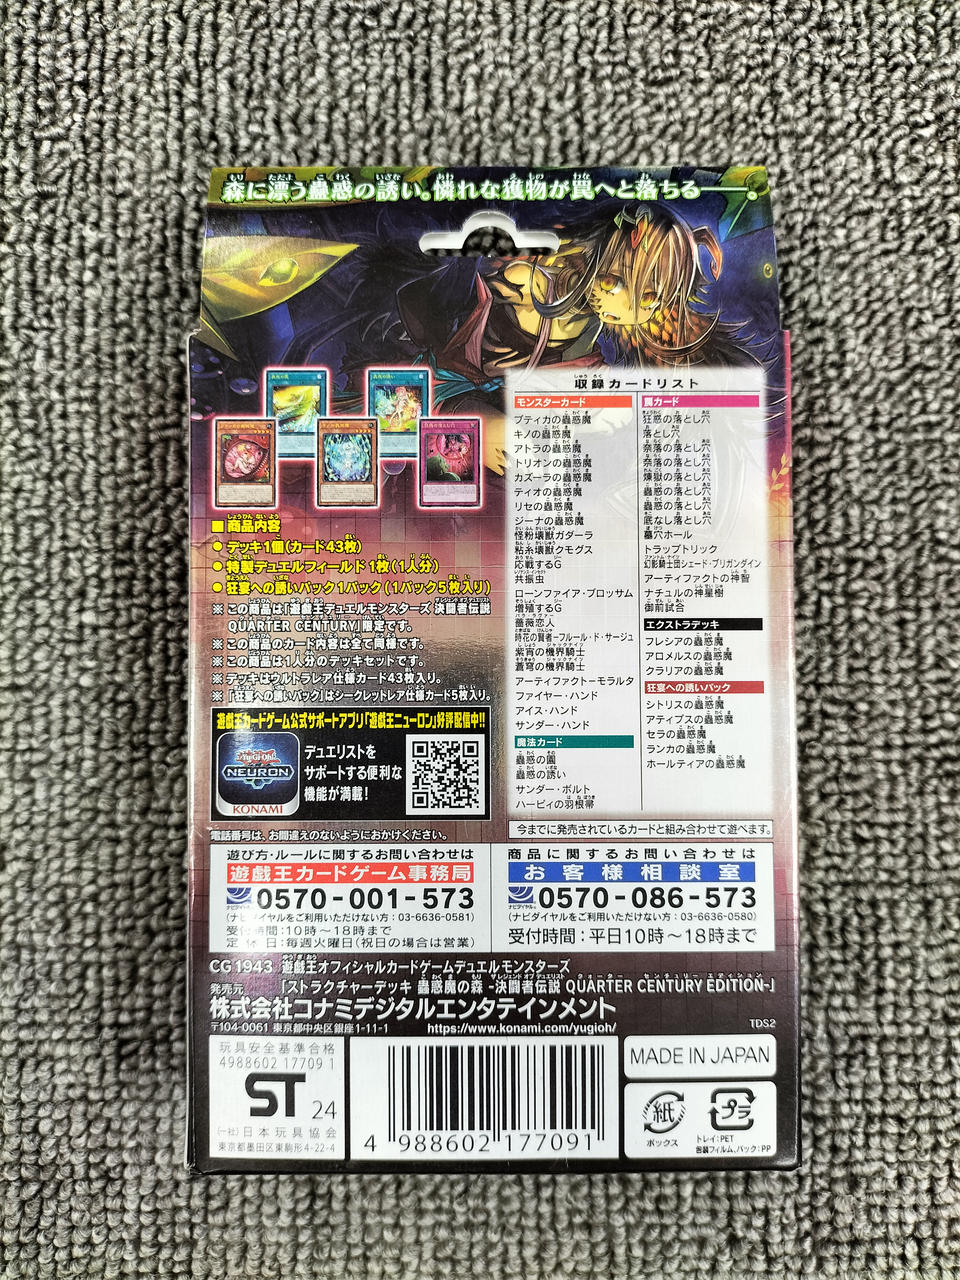 森に漂う蟲惑の誘い。憐れな獲物が罠へと落ちる――。
収録カードリスト
モンスターカード
プティカの蟲惑魔
キノの蟲惑魔
アトラの蟲惑魔
トリオンの蟲惑魔
カズーラの蟲惑魔
ティオの蟲惑魔
リセの蟲惑魔
ジーナの蟲惑魔
怪粉壊獣ガダーラ
粘糸壊獣クモグス
応戦するG
共振虫
ローンファイア・ブロッサム
増殖するG
薔薇恋人
時花の賢者-フルール・ド・サージュ
紫宵の機界騎士
蒼穹の機界騎士
アーティファクト-モラルタ
ファイヤー・ハンド
アイス・ハンド
サンダー・ハンド
魔法カード
蟲惑の園
蟲惑の誘い
サンダー・ボルト
ハーピィの羽根帚
罠カード
狂惑の落とし穴
落とし穴
奈落の落とし穴
奈落の落とし穴
煉獄の落とし穴
蟲惑の落とし穴
底なし落とし穴
墓穴ホール
トラップトリック
幻影騎士団シェード・ブリガンダイン
アーティファクトの神智
ナチュルの神星樹
御前試合
エクストラデッキ
フレシアの蟲惑魔
アロメルスの蟲惑魔
クラリアの蟲惑魔
狂宴への誘いパック
シトリスの蟲惑魔
アティプスの蟲惑魔
セラの蟲惑魔
ランカの蟲惑魔
ホールティアの蟲惑魔
今までに発売されているカードと組み合わせて遊べます。
■商品内容
●デッキ1個(カード43枚)
●特製デュエルフィールド 1枚(1人分)
●狂宴への誘いパック 1パック (1パック5枚入り)
※この商品は「遊戯王デュエルモンスターズ 決闘者伝説
QUARTER CENTURY」限定です。
※この商品のカード内容は全て同様です。
※この商品は1人分のデッキセットです。
※デッキはウルトラレア仕様カード43枚入り。
※「狂宴への誘いパック」はシークレットレア仕様カード5枚入り。
遊戯王カードゲーム公式サポートアプリ「遊戯王ニューロン」好評配信中!!
Yu-Gi-Oh!
NEURON
KONAMI
デュエリストを
サポートする便利な
機能が満載!
電話番号は、お間違えのないようにおかけください。
遊び方・ルールに関するお問い合わせは
遊戯王カードゲーム事務局
ナビダイヤル 0570-001-573
(ナビダイヤルをご利用いただけない方:03-6636-0581)
受付時間:10時〜18時まで
定休日:毎週火曜日(祝日の場合は営業)
商品に関するお問い合わせは
お客様相談室
ナビダイヤル 0570-086-573
(ナビダイヤルをご利用いただけない方:03-6636-0580)
受付時間:平日10時〜18時まで
CG1943 遊戯王オフィシャルカードゲームデュエルモンスターズ
「ストラクチャーデッキ 蟲惑魔の森 -決闘者伝説 QUARTER CENTURY EDITION-」
発売元
株式会社コナミデジタルエンタテインメント
〒104-0061 東京都中央区銀座1-11-1 https://www.konami.com/yugioh/
TDS2
玩具安全基準合格
4988602 17709 1
ST 24
(一社)日本玩具協会
東京都墨田区東駒形4-22-4
4 988602 177091
MADE IN JAPAN
紙
ボックス
プラ
トレイ:PET
包装フィルム、パック:PP